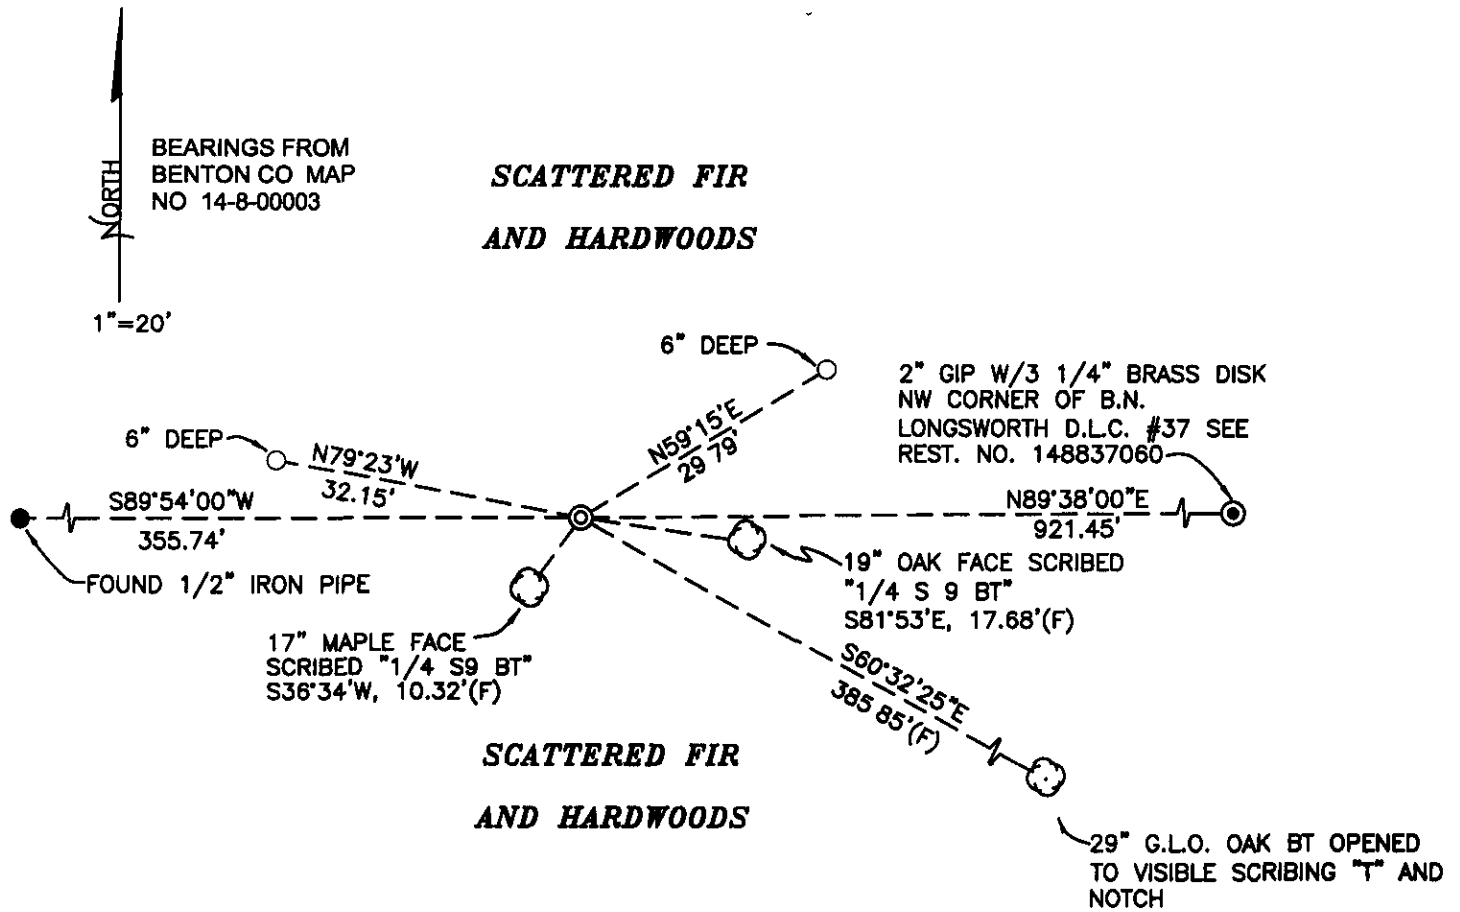 NORTH
BEARINGS FROM
BENTON CO MAP
NO 14-8-00003
1"=20'
SCATTERED FIR
AND HARDWOODS
6" DEEP
2" GIP W/3 1/4" BRASS DISK
NW CORNER OF B.N.
LONGSWORTH D.L.C. #37 SEE
REST. NO. 148837060
6" DEEP
N79°23'W
32.15'
N59°15'E
29 79'
S89°54'00"W
355.74'
N89°38'00"E
921.45'
FOUND 1/2" IRON PIPE
19" OAK FACE SCRIBED
"1/4 S 9 BT"
S81°53'E, 17.68'(F)
17" MAPLE FACE
SCRIBED "1/4 S9 BT"
S36°34'W, 10.32'(F)
S60°32'25"E
385 85'(F)
SCATTERED FIR
AND HARDWOODS
29" G.L.O. OAK BT OPENED
TO VISIBLE SCRIBING "T" AND
NOTCH